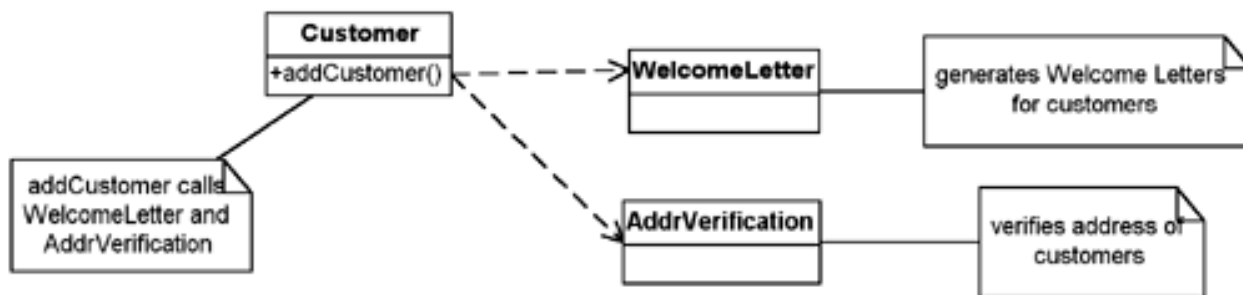 Customer
+addCustomer()
WelcomeLetter
generates Welcome Letters
for customers
addCustomer calls
WelcomeLetter and
AddrVerification
AddrVerification
verifies address of
customers